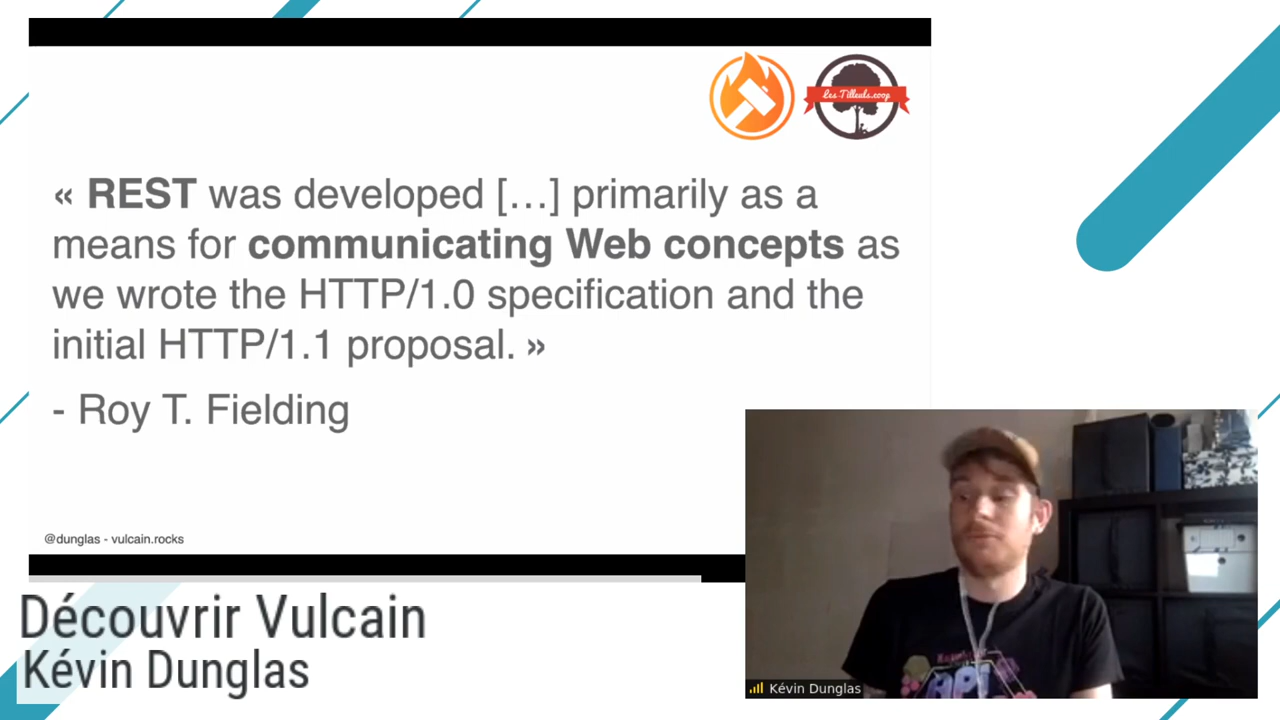 Les-Tilleuls.coop
« REST was developed […] primarily as a
means for communicating Web concepts as
we wrote the HTTP/1.0 specification and the
initial HTTP/1.1 proposal. »
- Roy T. Fielding
@dunglas - vulcain.rocks
Découvrir Vulcain
Kévin Dunglas
API
Kévin Dunglas